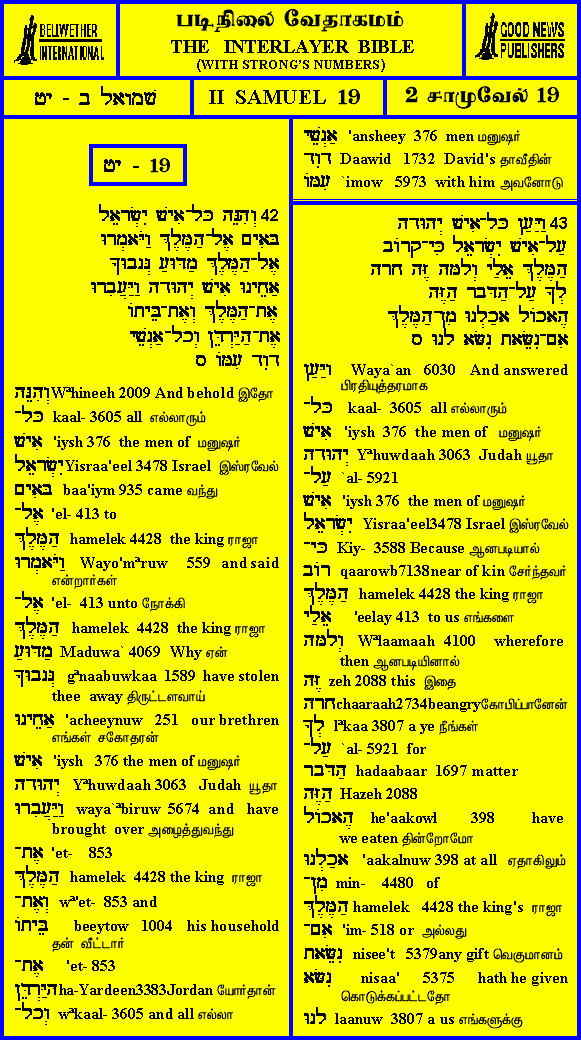 BELLWETHER
INTERNATIONAL
படிநிலை வேதாகமம்
THE INTERLAYER BIBLE
(WITH STRONG'S NUMBERS)
GOOD NEWS
PUBLISHERS
שמואל ב - יט
II SAMUEL 19
2 சாமுவேல் 19
יט - 19
42 וְהִנֵּה כָּל-אִישׁ יִשְׂרָאֵל
בָּאִים אֶל-הַמֶּלֶךְ וַיֹּאמְרוּ
אֶל-הַמֶּלֶךְ מַדּוּעַ גְּנָבוּךָ
אַחֵינוּ אִישׁ יְהוּדָה וַיַּעֲבִרוּ
אֶת-הַמֶּלֶךְ וְאֶת-בֵּיתוֹ
אֶת-הַיַּרְדֵּן וְכָל-אַנְשֵׁי
דָוִד עִמּוֹ ס
וְהִנֵּה Wªhineeh 2009 And behold இதோ
כָּל- kaal- 3605 all எல்லாரும்
אִישׁ 'iysh 376 the men of மனுஷர்
יִשְׂרָאֵל Yisraa'eel 3478 Israel இஸ்ரவேல்
בָּאִים baa'iym 935 came வந்து
אֶל- 'el- 413 to
הַמֶּלֶךְ hamelek 4428 the king ராஜா
וַיֹּאמְרוּ Wayo'mªruw 559 and said
என்றார்கள்
אֶל- 'el- 413 unto நோக்கி
הַמֶּלֶךְ hamelek 4428 the king ராஜா
מַדּוּעַ Maduwa` 4069 Why ஏன்
גְּנָבוּךָ gªnaabuwkaa 1589 have stolen
thee away திருட்டளவாய்
אַחֵינוּ 'acheeynuw 251 our brethren
எங்கள் சகோதரன்
אִישׁ 'iysh 376 the men of மனுஷர்
יְהוּדָה Yªhuwdaah 3063 Judah யூதா
וַיַּעֲבִרוּ waya`ªbiruw 5674 and have
brought over அழைத்துவந்து
אֶת- 'et- 853
הַמֶּלֶךְ hamelek 4428 the king ராஜா
וְאֶת- wª'et- 853 and
בֵּיתוֹ beeytow 1004 his household
தன் வீட்டார்
אֶת- 'et- 853
הַיַּרְדֵּן ha-Yardeen3383Jordan யோர்தான்
וְכָל- wªkaal- 3605 and all எல்லா
אַנְשֵׁי 'ansheey 376 men மனுஷர்
דָוִד Daawid 1732 David's தாவீதின்
עִמּוֹ `imow 5973 with him அவனோடு
43 וַיַּעַן כָּל-אִישׁ יְהוּדָה
עַל-אִישׁ יִשְׂרָאֵל כִּי-קָרוֹב
הַמֶּלֶךְ אֵלַי וְלָמָּה זֶּה חָרָה
לְךָ עַל-הַדָּבָר הַזֶּה
הֶאָכוֹל אָכַלְנוּ מִן-הַמֶּלֶךְ
אִם-נִשֵּׂאת נִשָּׂא לָנוּ ס
וַיַּעַן Waya`an 6030 And answered
பிரதியுத்தரமாக
כָּל- kaal- 3605 all எல்லாரும்
אִישׁ 'iysh 376 the men of மனுஷர்
יְהוּדָה Yªhuwdaah 3063 Judah யூதா
עַל- `al- 5921
אִישׁ 'iysh 376 the men of மனுஷர்
יִשְׂרָאֵל Yisraa'eel3478 Israel இஸ்ரவேல்
כִּי- Kiy- 3588 Because ஆனபடியால்
רוֹב qaarowb7138near of kin சேர்ந்தவர்
הַמֶּלֶךְ hamelek 4428 the king ராஜா
אֵלַי 'eelay 413 to us எங்களை
וְלָמָּה Wªlaamaah 4100 wherefore
then ஆனபடியினால்
זֶּה zeh 2088 this இதை
חָרָה chaaraah2734beangryகோபிப்பானேன்
לְךָ lªkaa 3807 a ye நீங்கள்
עַל- `al- 5921 for
הַדָּבָר hadaabaar 1697 matter
הַזֶּה Hazeh 2088
הֶאָכוֹל he'aakowl 398 have
we eaten தின்றோமோ
אָכַלְנוּ 'aakalnuw 398 at all ஏதாகிலும்
מִן- min- 4480 of
הַמֶּלֶךְ hamelek 4428 the king's ராஜா
אִם- 'im- 518 or அல்லது
נִשֵּׂאת nisee't 5379any gift வெகுமானம்
נִשָּׂא nisaa' 5375 hath he given
கொடுக்கப்பட்டதோ
לָנוּ laanuw 3807 a us எங்களுக்கு